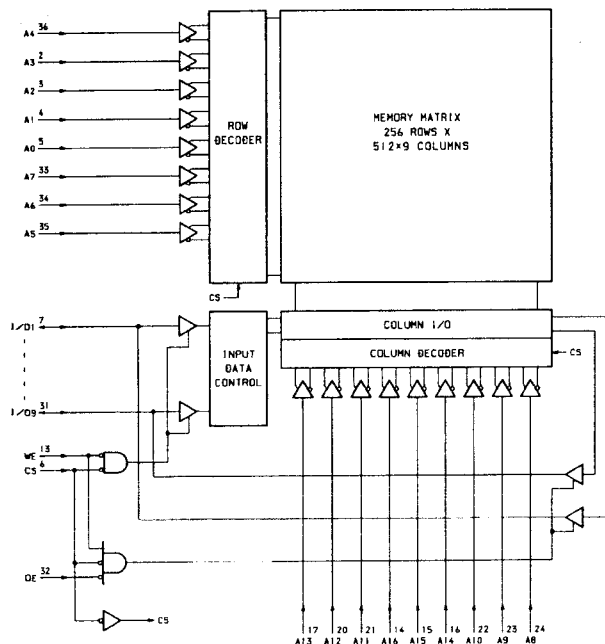 A4 36
A3 2
A2 3
A1 4
A0 5
A7 33
A6 34
A5 35
ROW
DECODER
MEMORY MATRIX
256 ROWS X
512×9 COLUMNS
CS
I/O1 7
INPUT
DATA
CONTROL
COLUMN I/O
COLUMN DECODER
CS
I/O9 31
WE 13
CS 6
OE 32
CS
17 20 21 14 15 16 22 23 24
A13 A12 A11 A16 A15 A14 A10 A9 A8